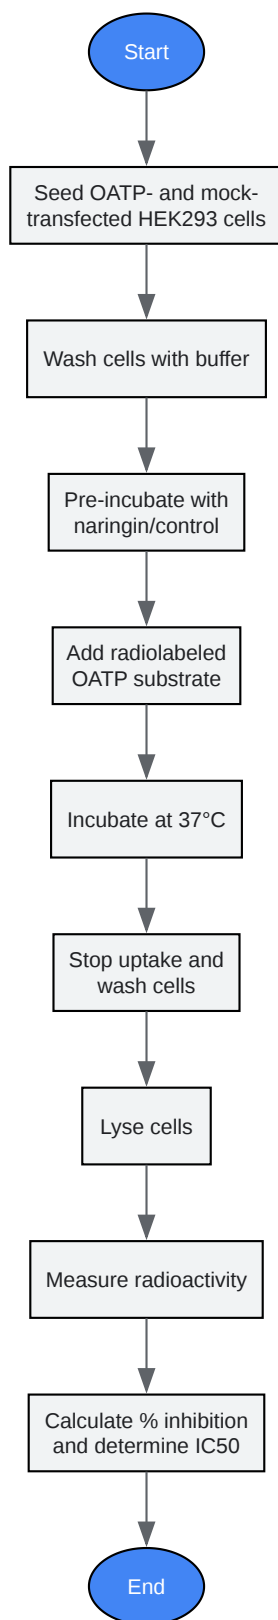 Start
Seed OATP- and mock-
transfected HEK293 cells
Wash cells with buffer
Pre-incubate with
naringin/control
Add radiolabeled
OATP substrate
Incubate at 37°C
Stop uptake and
wash cells
Lyse cells
Measure radioactivity
Calculate % inhibition
and determine IC50
End